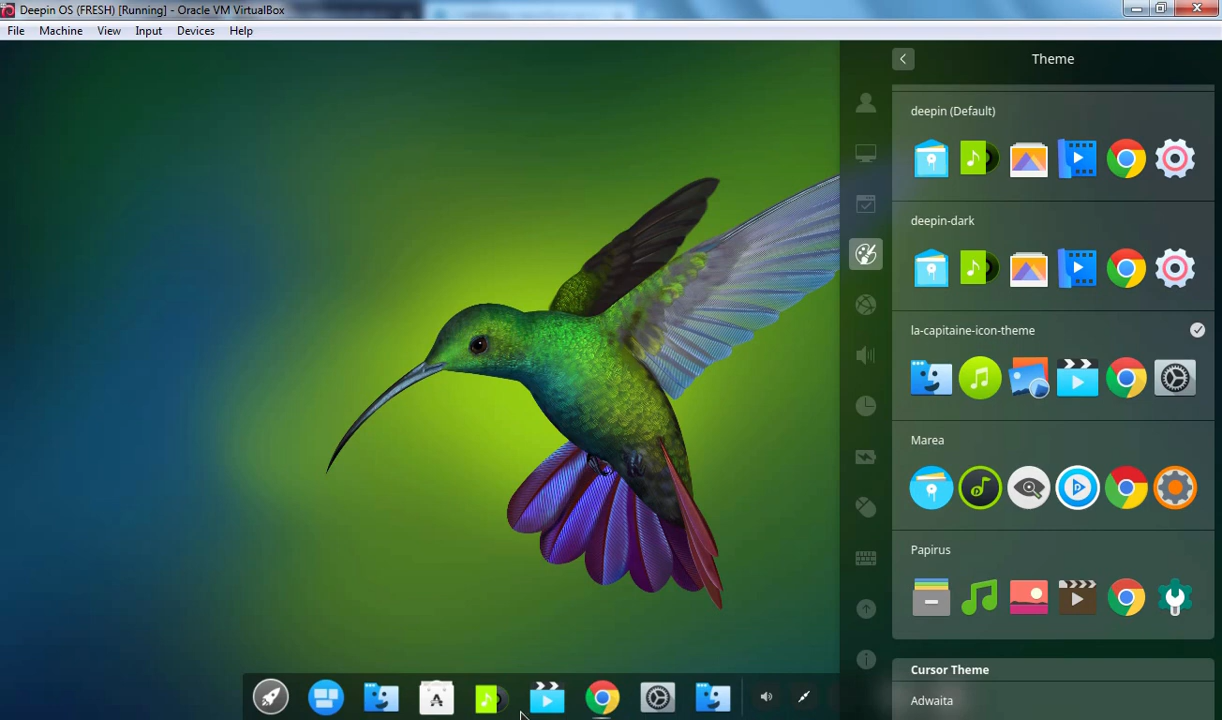 Deepin OS (FRESH) [Running] - Oracle VM VirtualBox
File Machine View Input Devices Help
Theme
deepin (Default)
deepin-dark
la-capitaine-icon-theme
Marea
Papirus
Cursor Theme
Adwaita